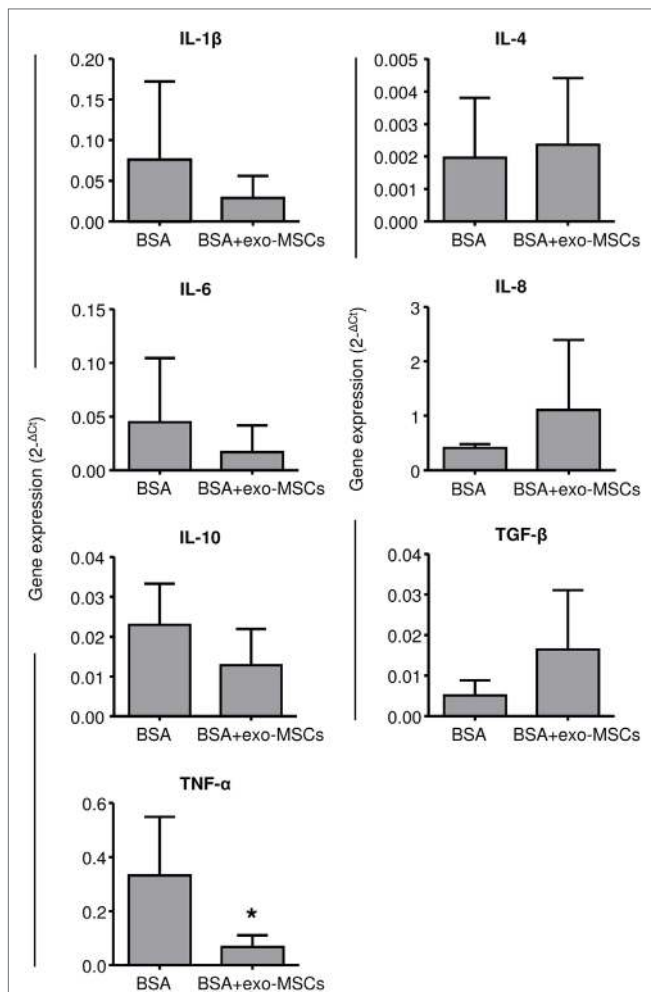 IL-1β
0.20
0.15
0.10
0.05
0.00
BSA BSA+exo-MSCs
IL-4
0.005
0.004
0.003
0.002
0.001
0.000
BSA BSA+exo-MSCs
IL-6
0.15
0.10
0.05
0.00
BSA BSA+exo-MSCs
IL-8
3
2
1
0
BSA BSA+exo-MSCs
IL-10
0.04
0.03
0.02
0.01
0.00
BSA BSA+exo-MSCs
TGF-β
0.04
0.03
0.02
0.01
0.00
BSA BSA+exo-MSCs
TNF-α
0.6
0.4
0.2
0.0
*
BSA BSA+exo-MSCs
Gene expression (2-ΔCt)
Gene expression (2-ΔCt)